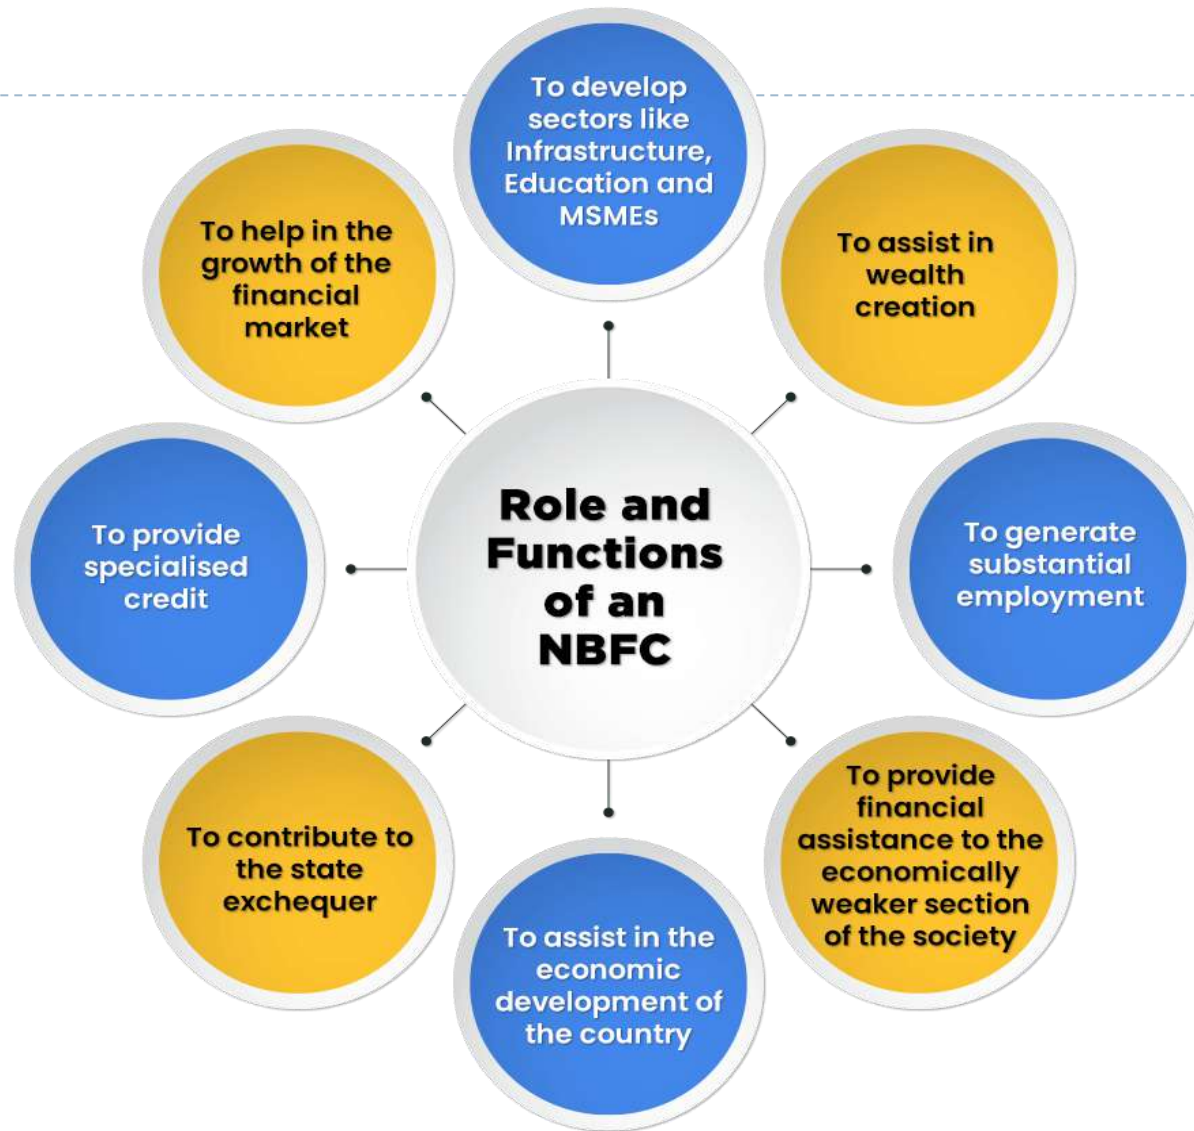 To develop
sectors like
Infrastructure,
Education and
MSMEs
To assist in
wealth
creation
To generate
substantial
employment
To provide
financial
assistance to the
economically
weaker section
of the society
To assist in the
economic
development of
the country
To contribute to
the state
exchequer
To provide
specialised
credit
To help in the
growth of the
financial
market
Role and
Functions
of an
NBFC